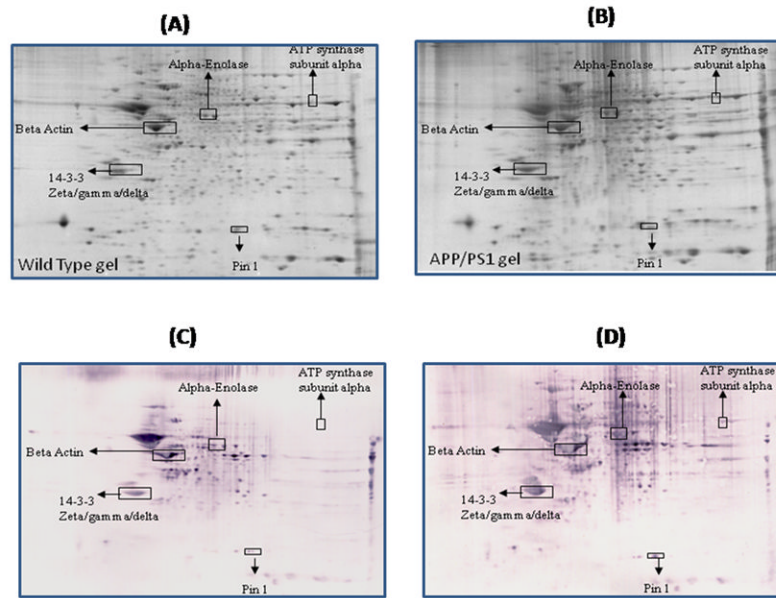 (A)
Alpha-Enolase
ATP synthase
subunit alpha
Beta Actin
14-3-3
Zeta/gamma/delta
Wild Type gel
Pin 1
(B)
Alpha-Enolase
ATP synthase
subunit alpha
Beta Actin
14-3-3
Zeta/gamma/delta
APP/PS1 gel
Pin 1
(C)
Alpha-Enolase
ATP synthase
subunit alpha
Beta Actin
14-3-3
Zeta/gamma/delta
Pin 1
(D)
Alpha-Enolase
ATP synthase
subunit alpha
Beta Actin
14-3-3
Zeta/gamma/delta
Pin 1